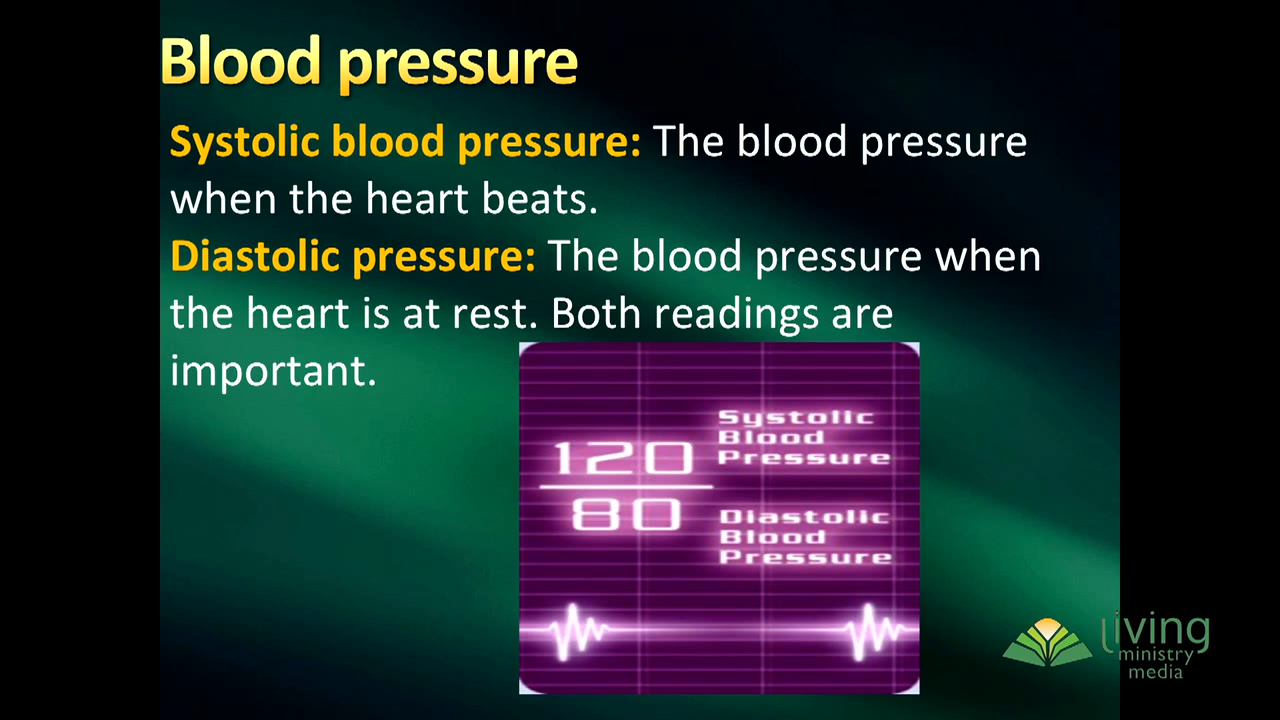 Blood pressure
Systolic blood pressure: The blood pressure
when the heart beats.
Diastolic pressure: The blood pressure when
the heart is at rest. Both readings are
important.
120
80
Systolic
Blood
Pressure
Diastolic
Blood
Pressure
living
ministry
media